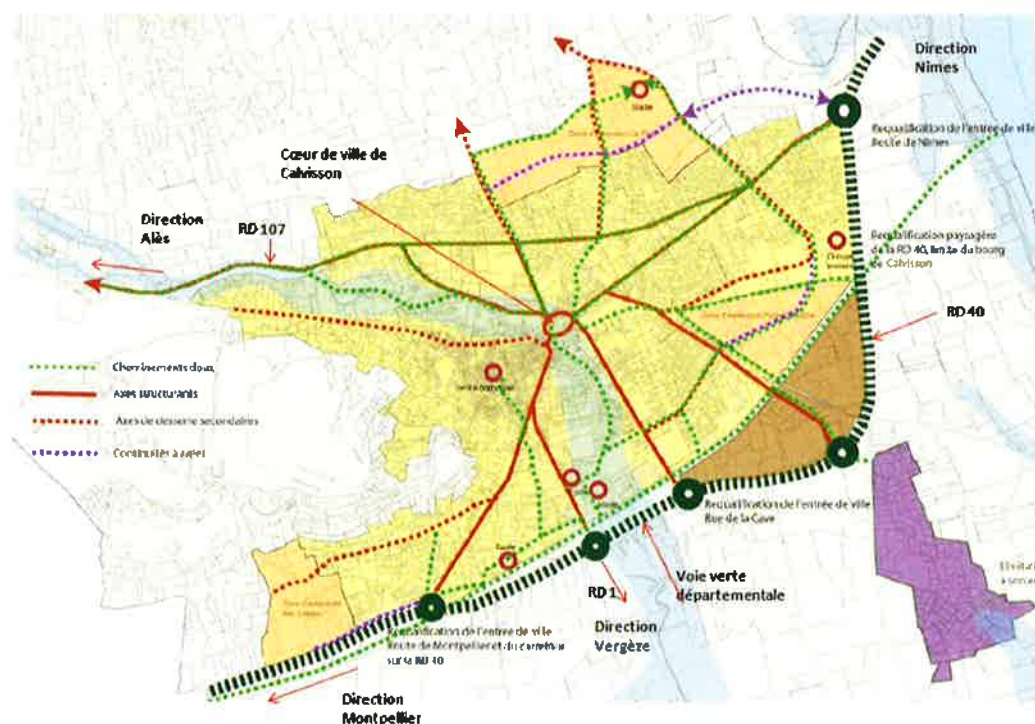 Direction
Nîmes
Requalification de l'entrée de ville
Route de Nîmes
Cœur de ville de
Calvisson
Direction
Alès
RD 107
Requalification paysagère
de la RD 40, limite du bourg
de Calvisson
RD 40
Cheminements doux
Axes structurants
Axes de desserte secondaires
Continuités à créer
Stade
Requalification de l'entrée de ville
Rue de la Cave
Voie verte
départementale
RD 1
Direction
Vergèze
Requalification de l'entrée de ville
Route de Montpellier et du carrefour
sur la RD 40
Direction
Montpellier